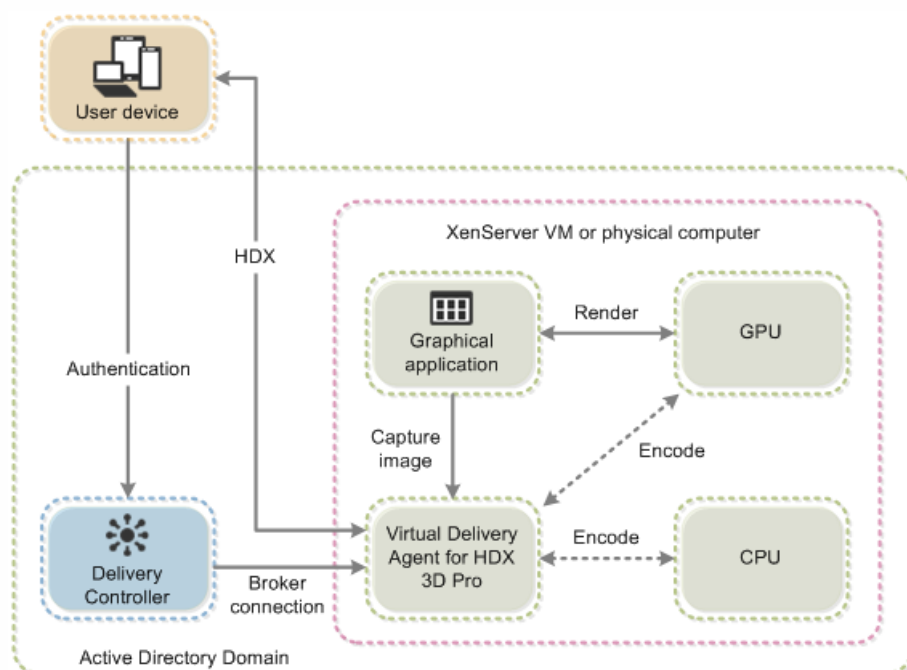 User device
XenServer VM or physical computer
HDX
Render
Graphical
application
GPU
Authentication
Capture
image
Encode
Virtual Delivery
Agent for HDX
3D Pro
Encode
CPU
Delivery
Controller
Broker
connection
Active Directory Domain